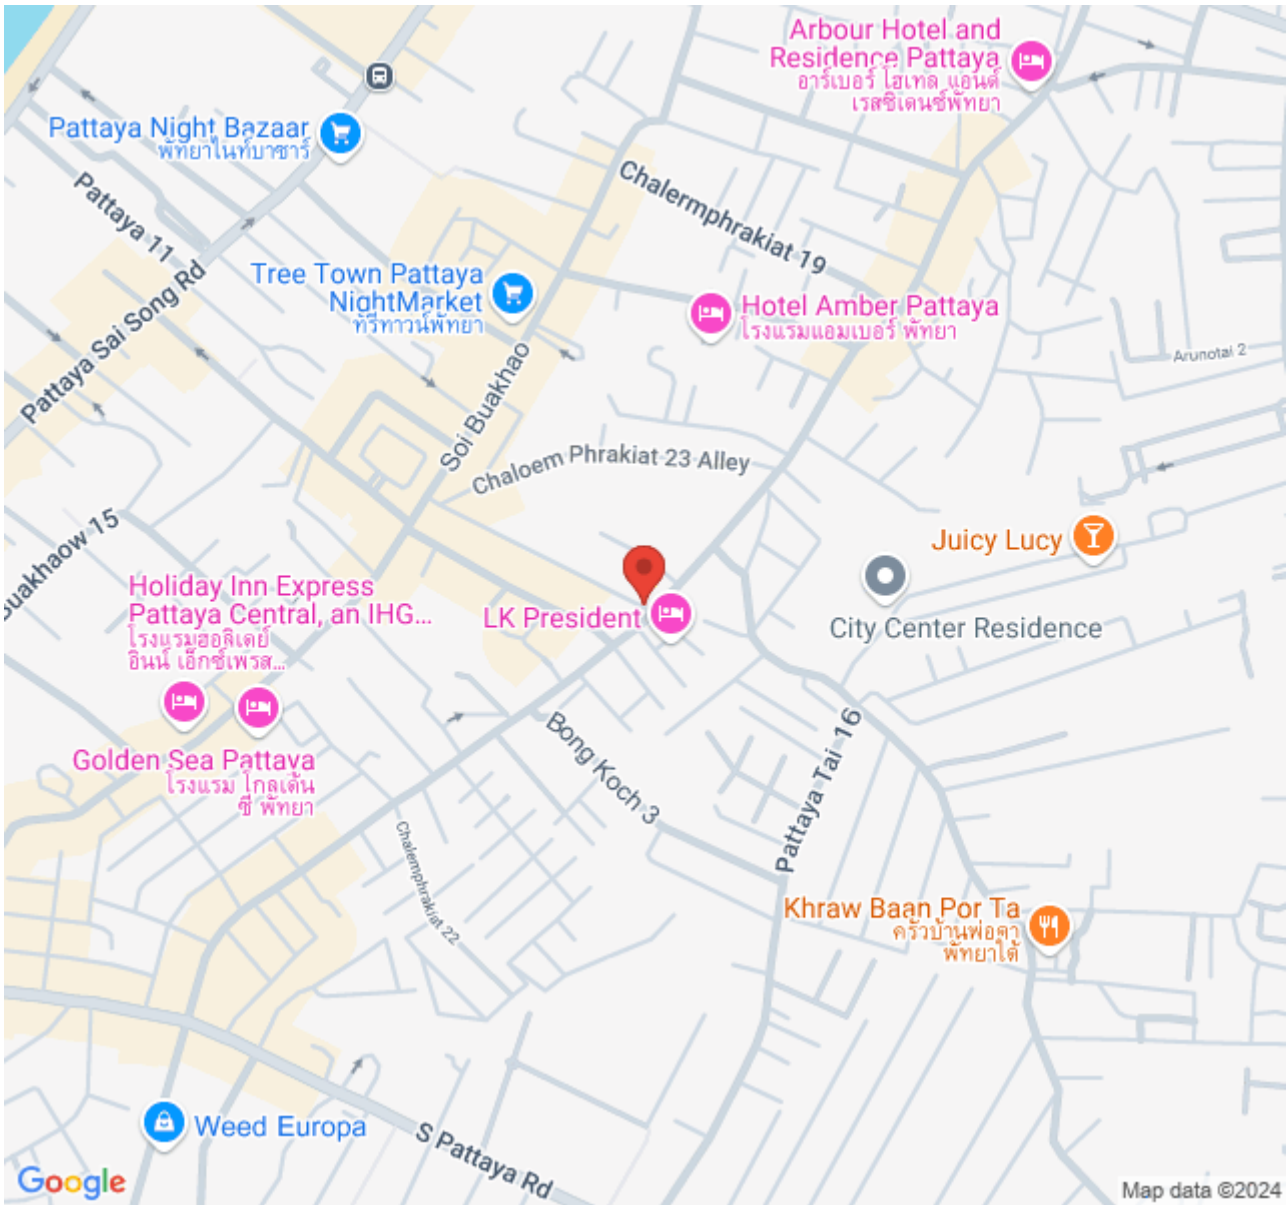 Arbour Hotel and
Residence Pattaya
อาร์เบอร์ โฮเทล แอนด์
เรสซิเดนซ์พัทยา
Pattaya Night Bazaar
พัทยาไนท์บาซาร์
Chalermphrakiat 19
Pattaya 11
Tree Town Pattaya
NightMarket
ทรีทาวน์พัทยา
Hotel Amber Pattaya
โรงแรมแอมเบอร์ พัทยา
Pattaya Sai Song Rd
Arunotai 2
Soi Buakhao
Chaloem Phrakiat 23 Alley
Buakhaow 15
Juicy Lucy
Holiday Inn Express
Pattaya Central, an IHG...
โรงแรมฮอลิเดย์
อินน์ เอ็กซ์เพรส...
LK President
City Center Residence
Golden Sea Pattaya
โรงแรม โกลเด้น
ซี พัทยา
Bong Koch 3
Pattaya Tai 16
Chalermphrakiat 22
Khraw Baan Por Ta
ครัวบ้านพ่อตา
พัทยาใต้
Weed Europa
S Pattaya Rd
Google
Map data ©2024